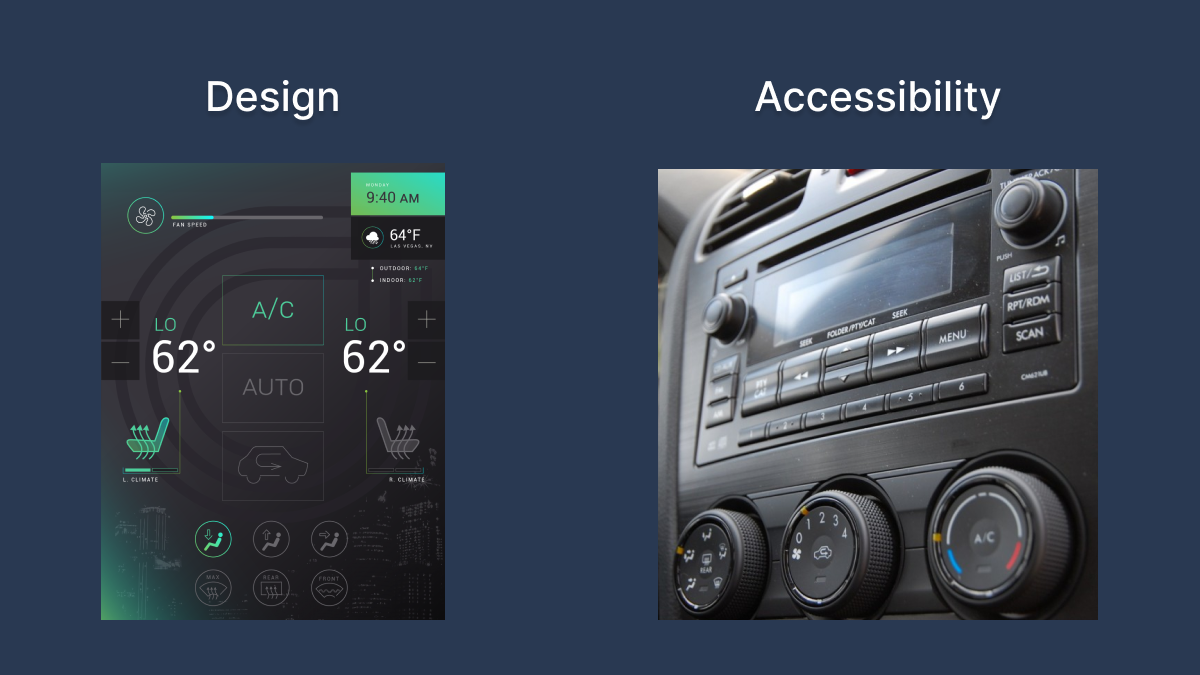 Design
Accessibility
MONDAY
9:40 AM
FAN SPEED
64°F
LAS VEGAS, NV
OUTDOOR: 64°F
INDOOR: 62°F
A/C
LO
62°
LO
62°
AUTO
L. CLIMATE
R. CLIMATE
MAX
REAR
FRONT
PUSH
LIST/
RPT/RDM
SCAN
SEEK
FOLDER/PTY/CAT
SEEK
MENU
PTY
1 2 3 4 5 6
0 1 2 3 4
REAR
A/C